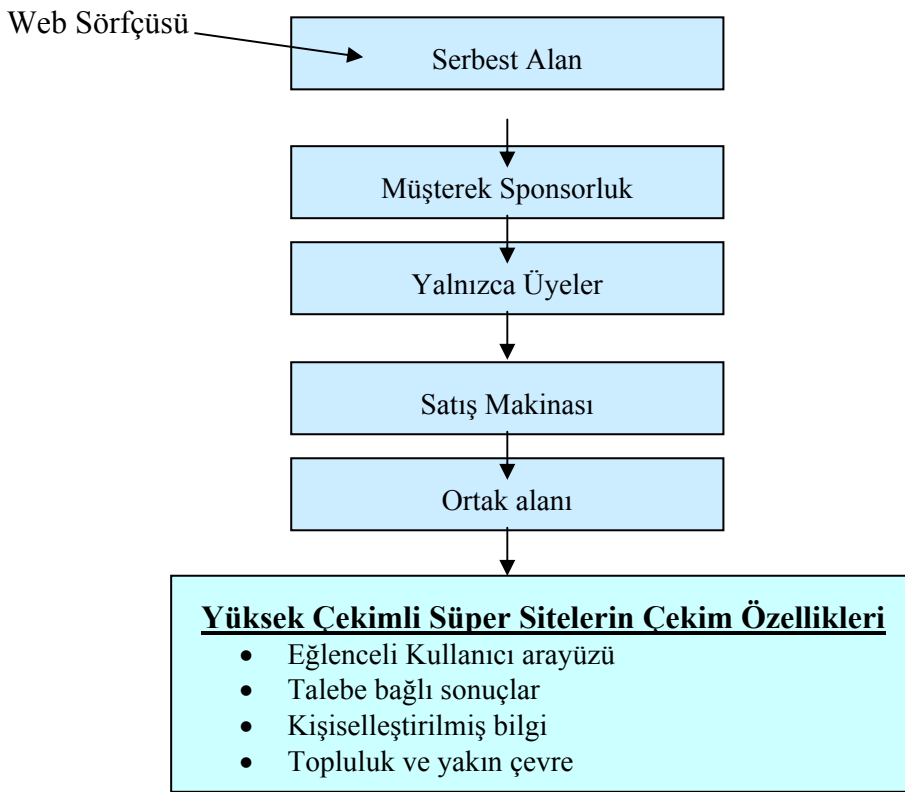 Web Sörfçüsü
Serbest Alan
Müşterek Sponsorluk
Yalnızca Üyeler
Satış Makinası
Ortak alanı
Yüksek Çekimli Süper Sitelerin Çekim Özellikleri
• Eğlenceli Kullanıcı arayüzü
• Talebe bağlı sonuçlar
• Kişiselleştirilmiş bilgi
• Topluluk ve yakın çevre